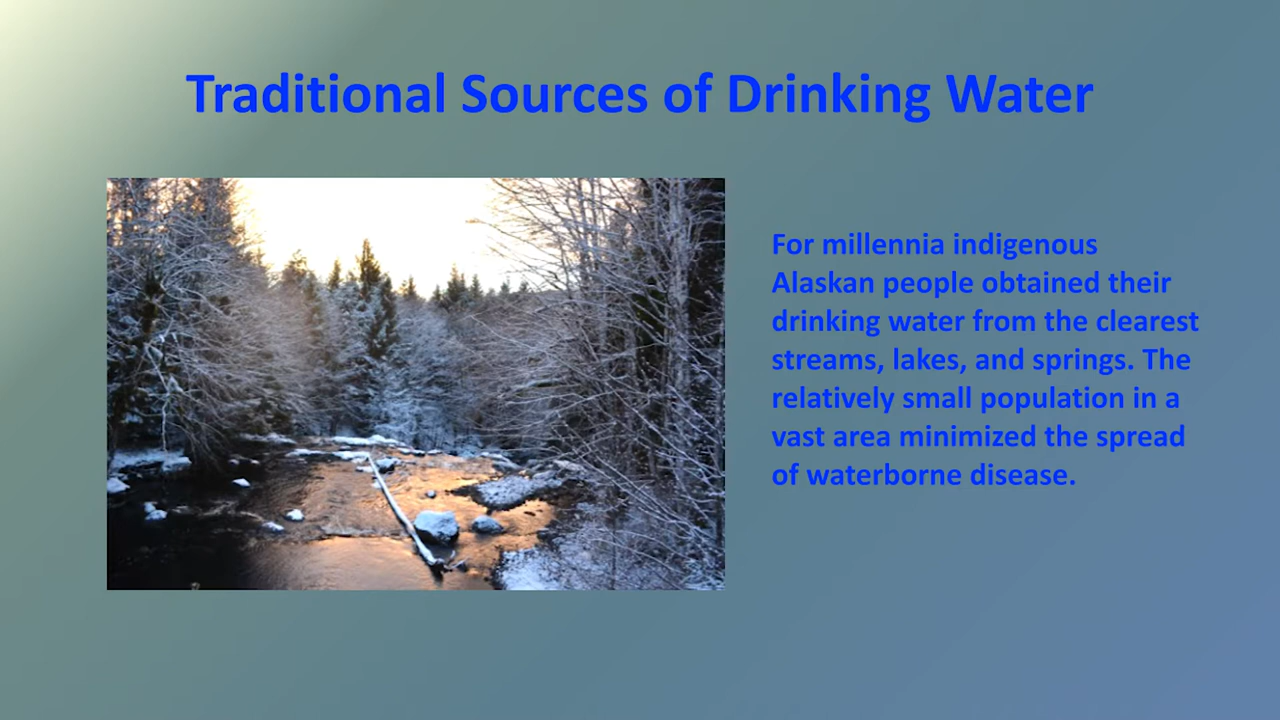 Traditional Sources of Drinking Water
For millennia indigenous
Alaskan people obtained their
drinking water from the clearest
streams, lakes, and springs. The
relatively small population in a
vast area minimized the spread
of waterborne disease.